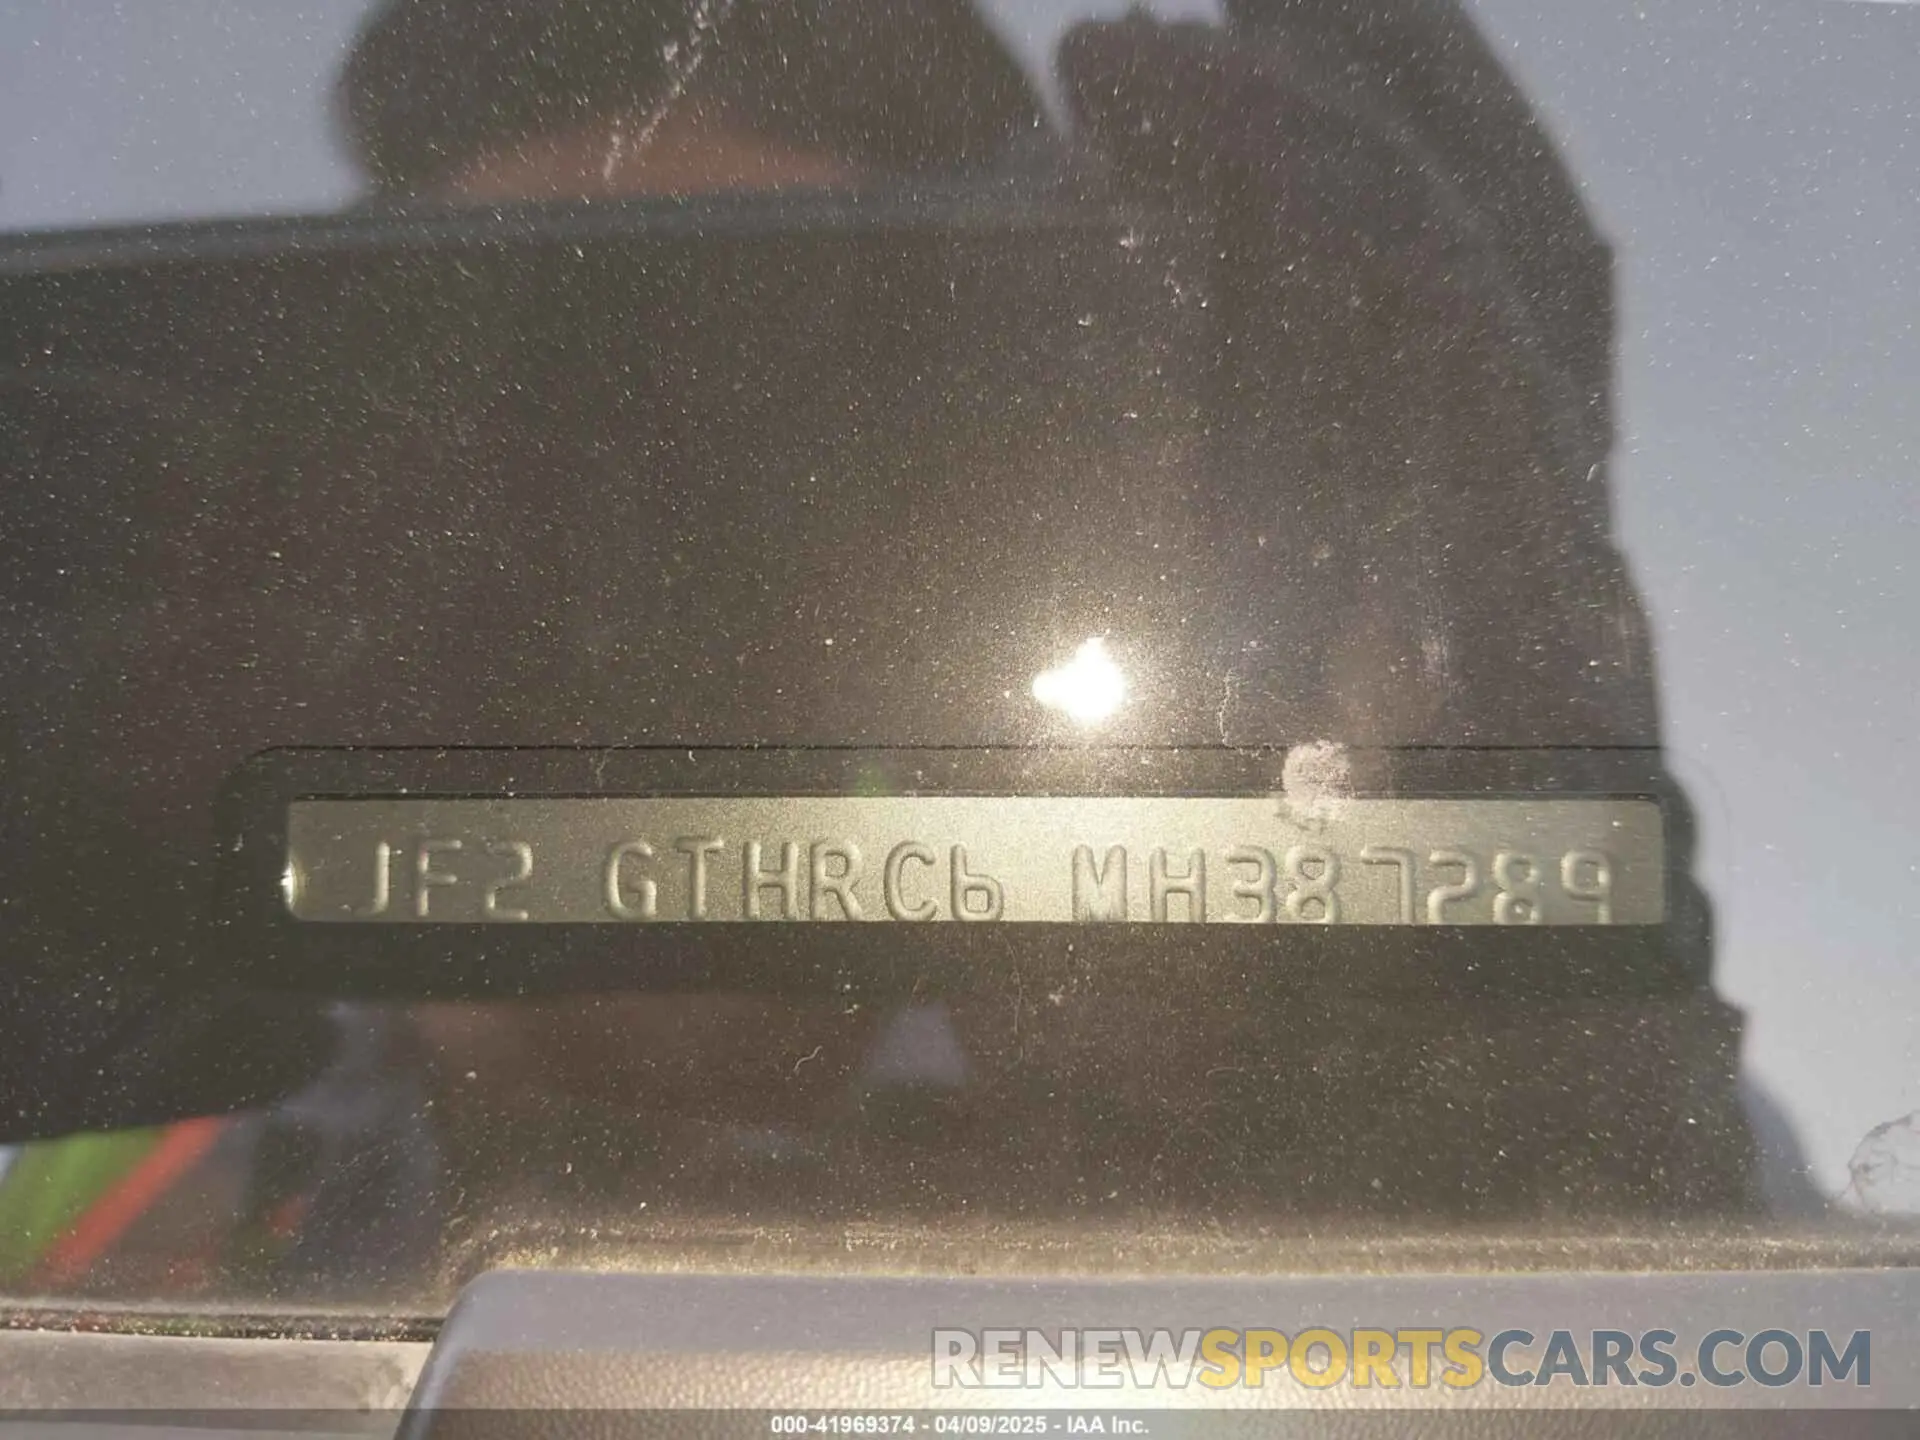 JF2 GTHRC6 MH387289
RENEWSPORTSCARS.COM
000-41969374 - 04/09/2025 - IAA Inc.